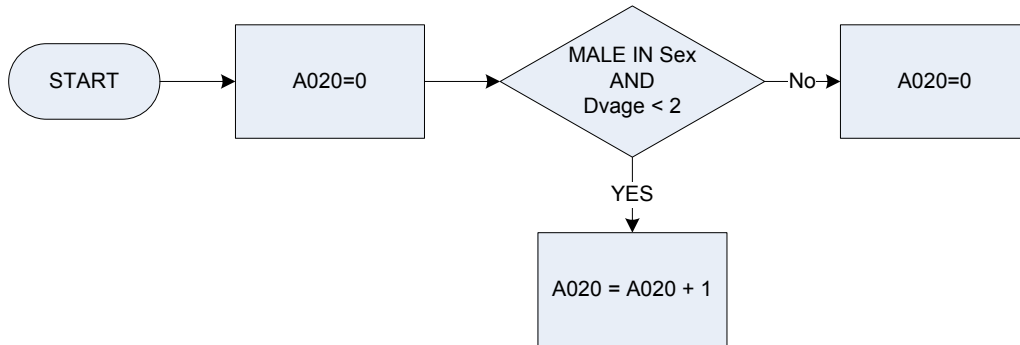 START
A020=0
MALE IN Sex
AND
Dvage < 2
No
A020=0
YES
A020 = A020 + 1